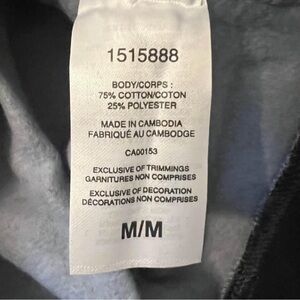 1515888
BODY/CORPS :
75% COTTON/COTON
25% POLYESTER
MADE IN CAMBODIA
FABRIQUÉ AU CAMBODGE
CA00153
EXCLUSIVE OF TRIMMINGS
GARNITURES NON COMPRISES
EXCLUSIVE OF DECORATION
DÉCORATIONS NON COMPRISES
M/M